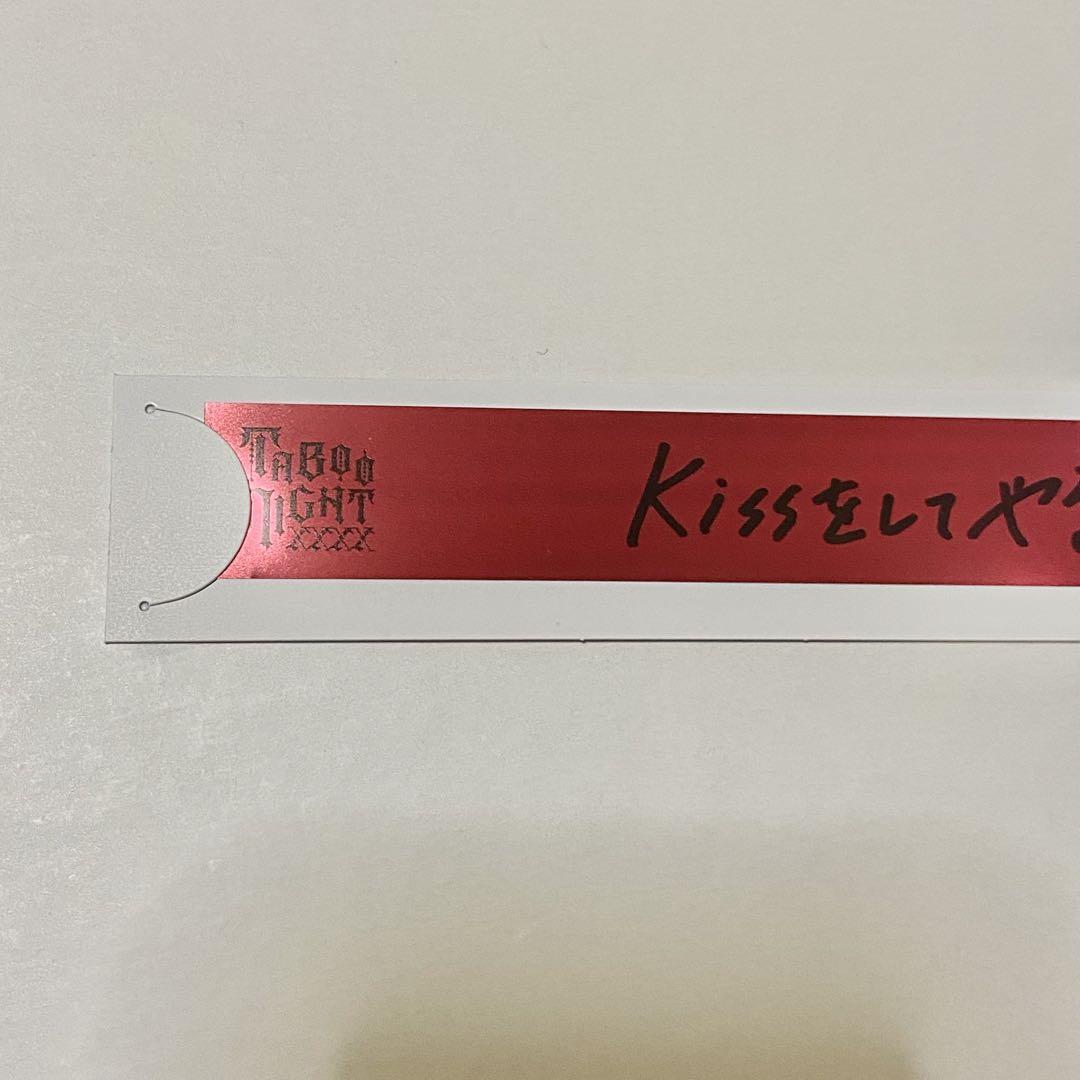 TABOO
NIGHT
XXXX
Kissをしてや